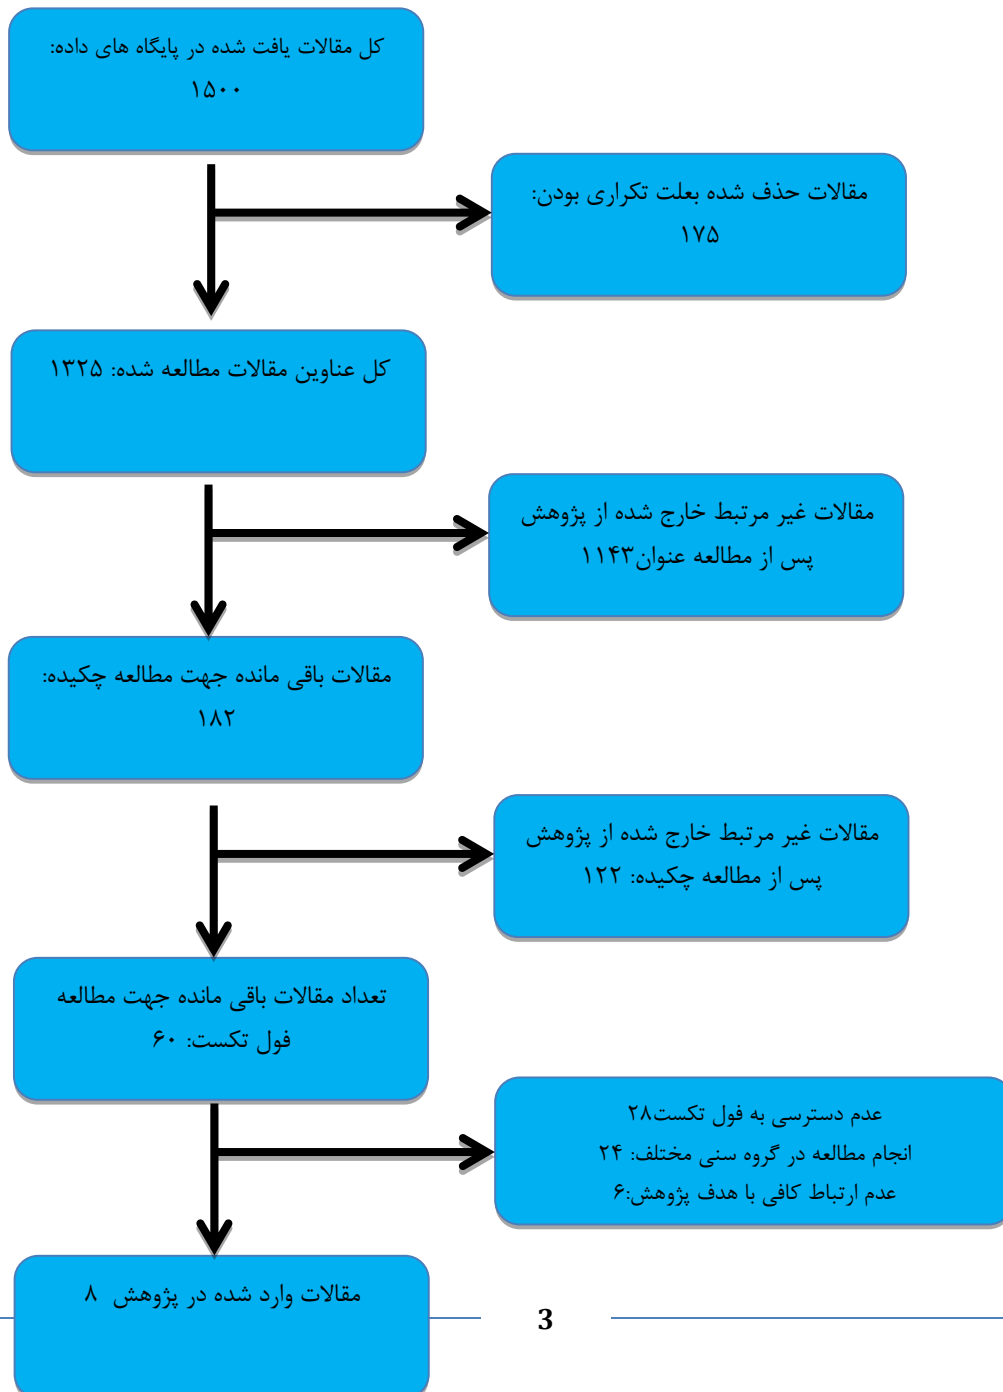 کل مقالات یافت شده در پایگاه های داده:
۱۵۰۰
مقالات حذف شده بعلت تکراری بودن:
۱۷۵
کل عناوین مقالات مطالعه شده: ۱۳۲۵
مقالات غیر مرتبط خارج شده از پژوهش
پس از مطالعه عنوان۱۱۴۳
مقالات باقی مانده جهت مطالعه چکیده:
۱۸۲
مقالات غیر مرتبط خارج شده از پژوهش
پس از مطالعه چکیده: ۱۲۲
تعداد مقالات باقی مانده جهت مطالعه
فول تکست: ۶۰
عدم دسترسی به فول تکست۲۸
انجام مطالعه در گروه سنی مختلف: ۲۴
عدم ارتباط کافی با هدف پژوهش:۶
مقالات وارد شده در پژوهش ۸
3